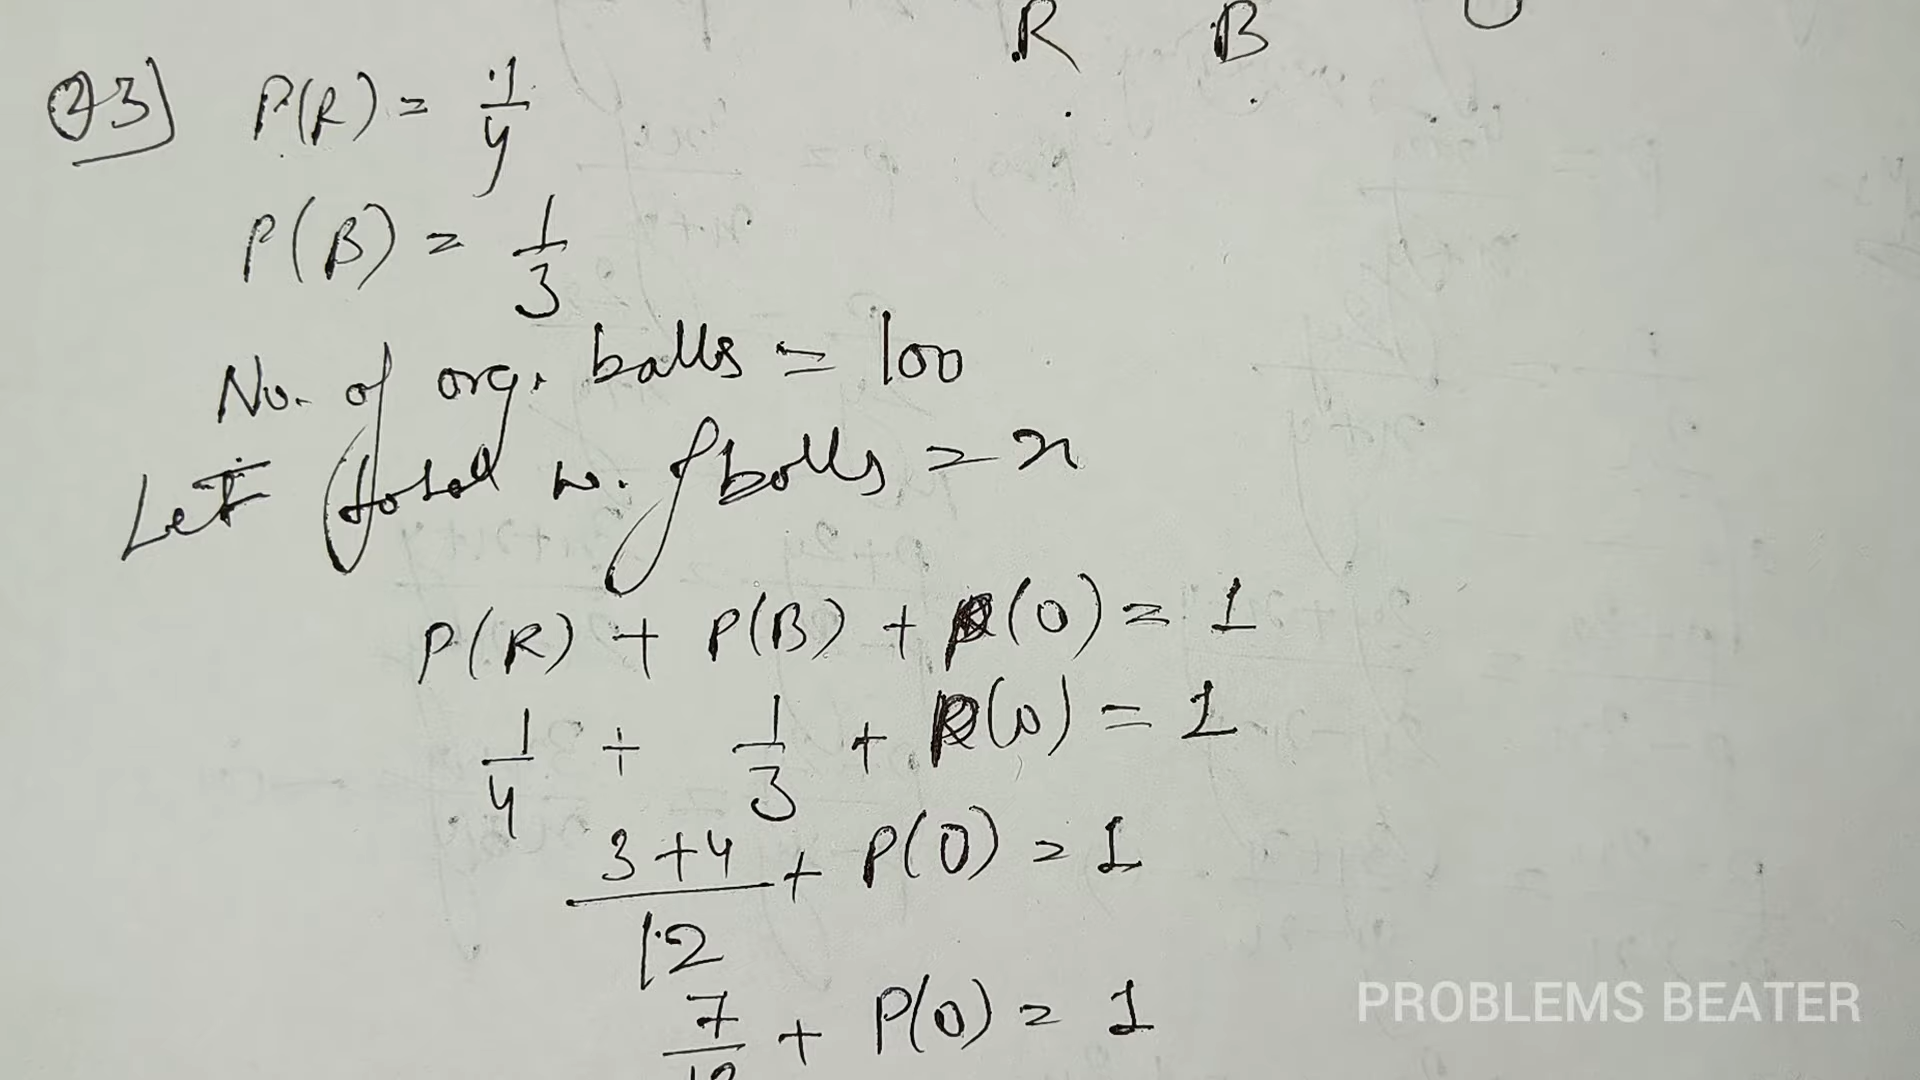 R B
Q3] P(R) = 1/4
P(B) = 1/3
No. of org. balls = 100
Let total no. of balls = x
P(R) + P(B) + P(O) = 1
1/4 + 1/3 + P(O) = 1
3+4/12 + P(O) = 1
7/12 + P(O) = 1
PROBLEMS BEATER